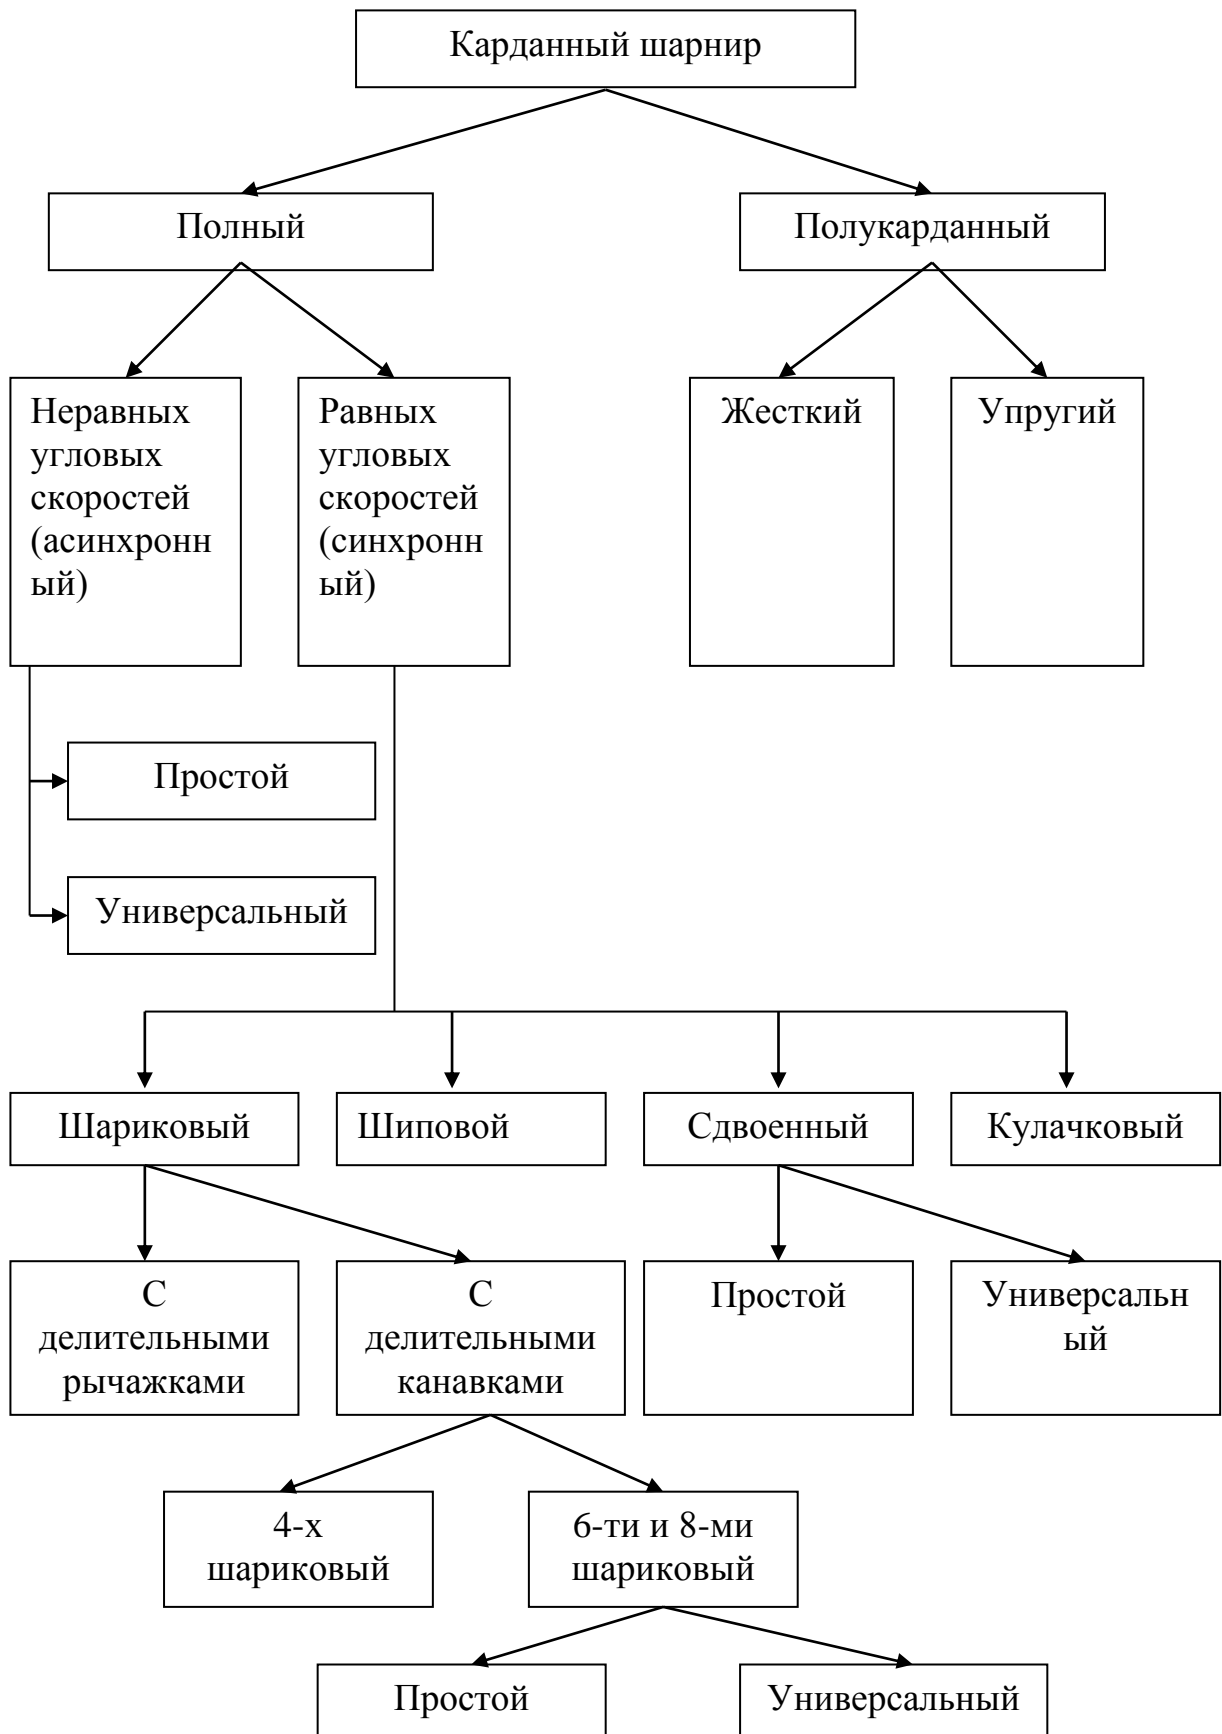 Карданный шарнир
Полный
Полукарданный
Неравных
угловых
скоростей
(асинхронн
ый)
Равных
угловых
скоростей
(синхронн
ый)
Жесткий
Упругий
Простой
Универсальный
Шариковый
Шиповой
Сдвоенный
Кулачковый
С
делительными
рычажками
С
делительными
канавками
Простой
Универсальн
ый
4-х
шариковый
6-ти и 8-ми
шариковый
Простой
Универсальный